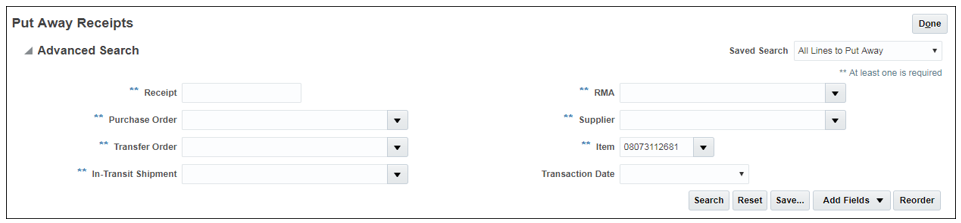 Put Away Receipts
Done
Advanced Search
Saved Search All Lines to Put Away
** At least one is required
** Receipt
** RMA
** Purchase Order
** Supplier
** Transfer Order
** Item 08073112681
** In-Transit Shipment
Transaction Date
Search Reset Save... Add Fields Reorder